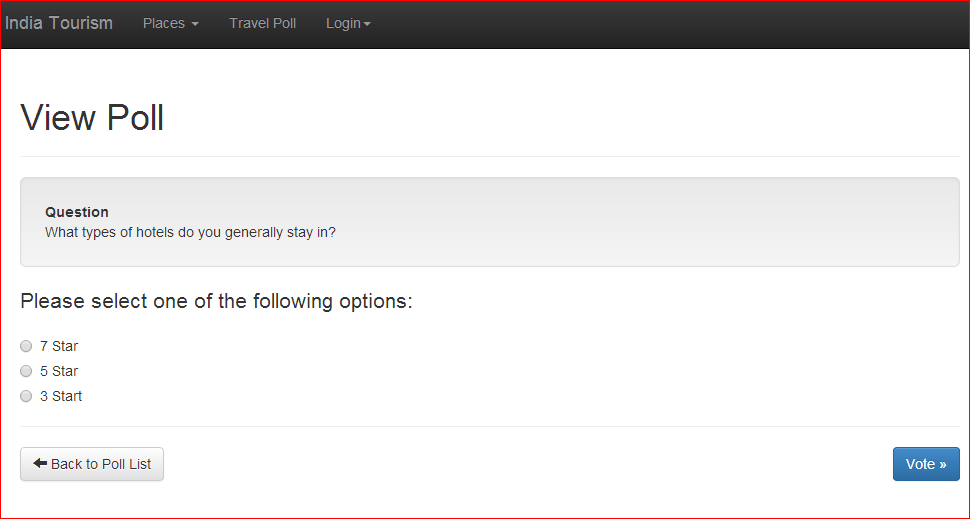 India Tourism Places Travel Poll Login
View Poll
Question
What types of hotels do you generally stay in?
Please select one of the following options:
7 Star
5 Star
3 Start
Back to Poll List Vote »